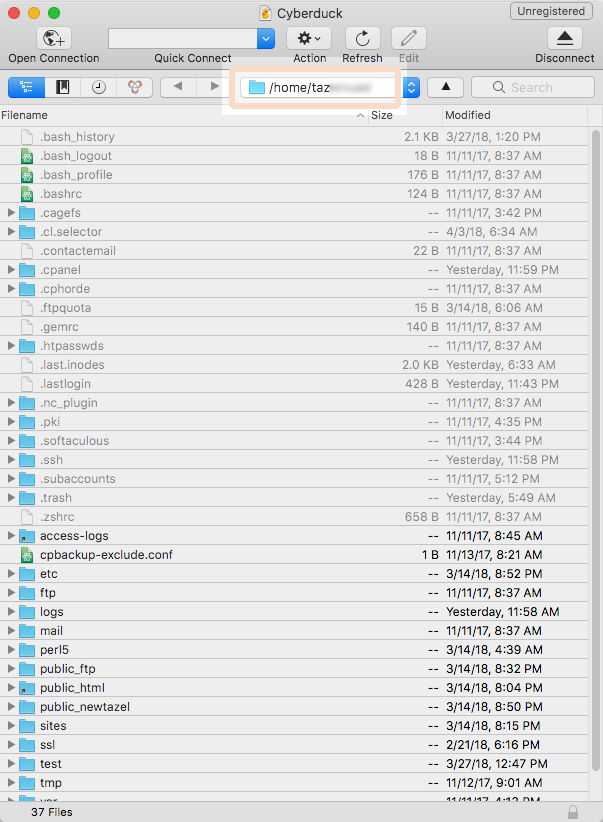 Cyberduck
Unregistered
Open Connection Quick Connect Action Refresh Edit Disconnect
/home/taz
Search
Filename Size Modified
.bash_history 2.1 KB 3/27/18, 1:20 PM
.bash_logout 18 B 11/11/17, 8:37 AM
.bash_profile 176 B 11/11/17, 8:37 AM
.bashrc 124 B 11/11/17, 8:37 AM
.cagefs -- 11/11/17, 3:42 PM
.cl.selector -- 4/3/18, 6:34 AM
.contactemail 22 B 11/11/17, 8:37 AM
.cpanel -- Yesterday, 11:59 PM
.cphorde -- 11/11/17, 8:37 AM
.ftpquota 15 B 3/14/18, 6:06 AM
.gemrc 140 B 11/11/17, 8:37 AM
.htpasswds -- 11/11/17, 8:37 AM
.last.inodes 2.0 KB Yesterday, 6:33 AM
.lastlogin 428 B Yesterday, 11:43 PM
.nc_plugin -- 11/11/17, 8:37 AM
.pki -- 11/11/17, 4:35 PM
.softaculous -- 11/11/17, 3:44 PM
.ssh -- Yesterday, 11:58 PM
.subaccounts -- 11/11/17, 5:12 PM
.trash -- Yesterday, 5:49 AM
.zshrc 658 B 11/11/17, 8:37 AM
access-logs -- 11/11/17, 8:45 AM
cpbackup-exclude.conf 1 B 11/13/17, 8:21 AM
etc -- 3/14/18, 8:52 PM
ftp -- 11/11/17, 8:37 AM
logs -- Yesterday, 11:58 AM
mail -- 11/11/17, 8:37 AM
perl5 -- 3/14/18, 4:39 AM
public_ftp -- 3/14/18, 8:32 PM
public_html -- 3/14/18, 8:04 PM
public_newtazel -- 3/14/18, 8:50 PM
sites -- 3/14/18, 8:15 PM
ssl -- 2/21/18, 6:16 PM
test -- 3/27/18, 12:47 PM
tmp -- 11/12/17, 9:01 AM
-- 11/11/17, 4:13 PM
37 Files